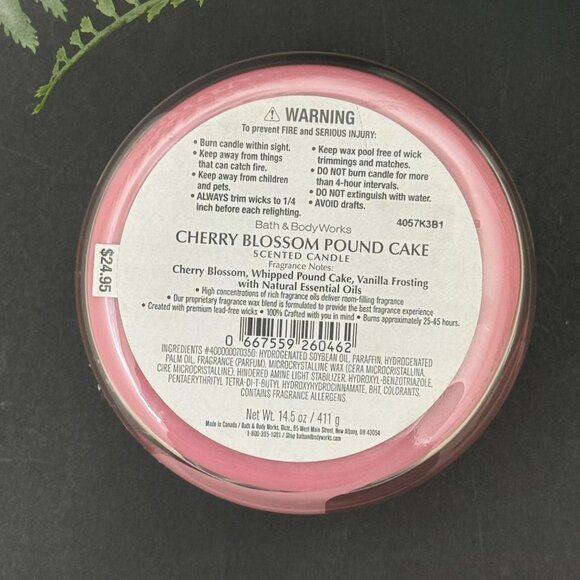 ⚠ WARNING
To prevent FIRE and SERIOUS INJURY:
• Burn candle within sight.
• Keep away from things
that can catch fire.
• Keep away from children
and pets.
• ALWAYS trim wicks to 1/4
inch before each relighting.
• Keep wax pool free of wick
trimmings and matches.
• DO NOT burn candle for more
than 4-hour intervals.
• DO NOT extinguish with water.
• AVOID drafts.
4057K3B1
Bath & Body Works
CHERRY BLOSSOM POUND CAKE
SCENTED CANDLE
Fragrance Notes:
Cherry Blossom, Whipped Pound Cake, Vanilla Frosting
with Natural Essential Oils
• High concentrations of rich fragrance oils deliver room-filling fragrance
• Our proprietary fragrance wax blend is formulated to provide the best fragrance experience
• Created with premium lead-free wicks • 100% Crafted with you in mind • Burns approximately 25-45 hours.
0 667559 260462
INGREDIENTS #400000070350: HYDROGENATED SOYBEAN OIL, PARAFFIN, HYDROGENATED
PALM OIL, FRAGRANCE (PARFUM), MICROCRYSTALLINE WAX (CERA MICROCRISTALLINA,
CIRE MICROCRISTALLINE), HINDERED AMINE LIGHT STABILIZER, HYDROXYL-BENZOTRIAZOLE,
PENTAERYTHRITYL TETRA-DI-T-BUTYL HYDROXYHYDROCINNAMATE, BHT, COLORANTS.
CONTAINS FRAGRANCE ALLERGENS.
Net Wt. 14.5 oz / 411 g
Made in Canada / Bath & Body Works, Distr., 95 West Main Street, New Albany, OH 43054
1-800-395-1001 / Shop bathandbodyworks.com
$24.95